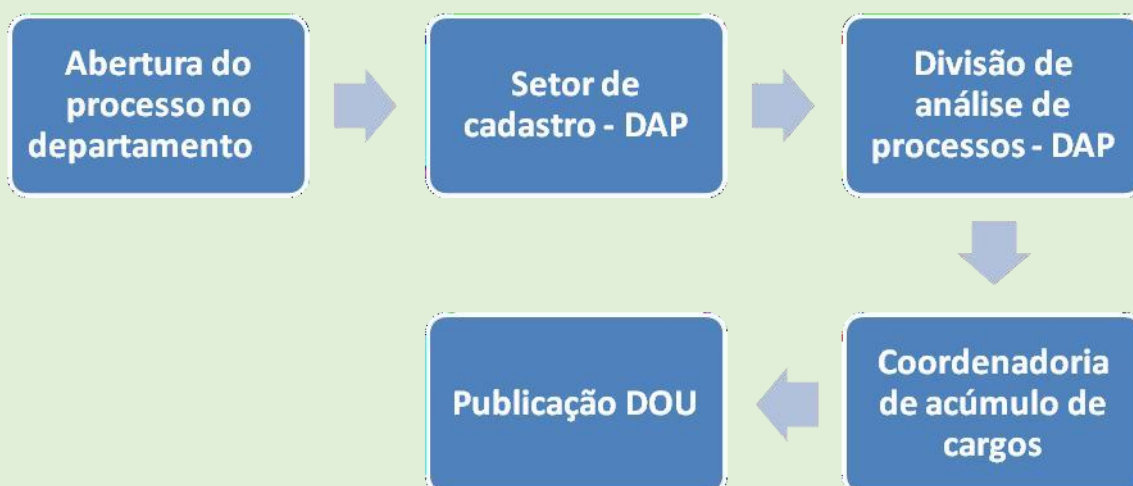 Abertura do
processo no
departamento
Setor de
cadastro - DAP
Divisão de
análise de
processos - DAP
Coordenadoria
de acúmulo de
cargos
Publicação DOU